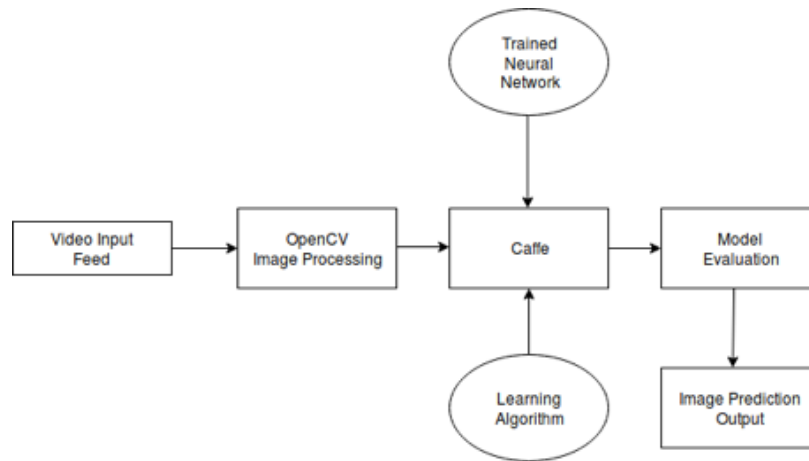 Trained
Neural
Network
Video Input
Feed
OpenCV
Image Processing
Caffe
Model
Evaluation
Learning
Algorithm
Image Prediction
Output